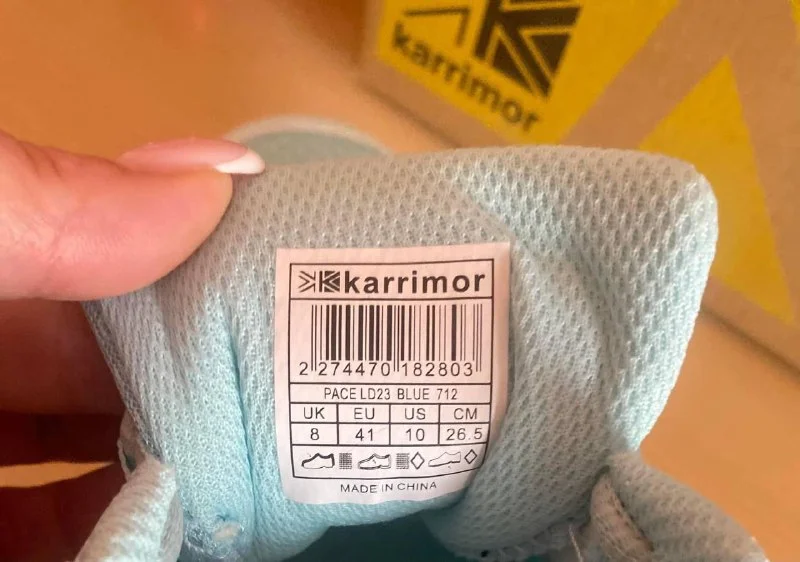 karrimor
karrimor
2 274470 182803
PACE LD23 BLUE 712
UK EU US CM
8 41 10 26.5
MADE IN CHINA